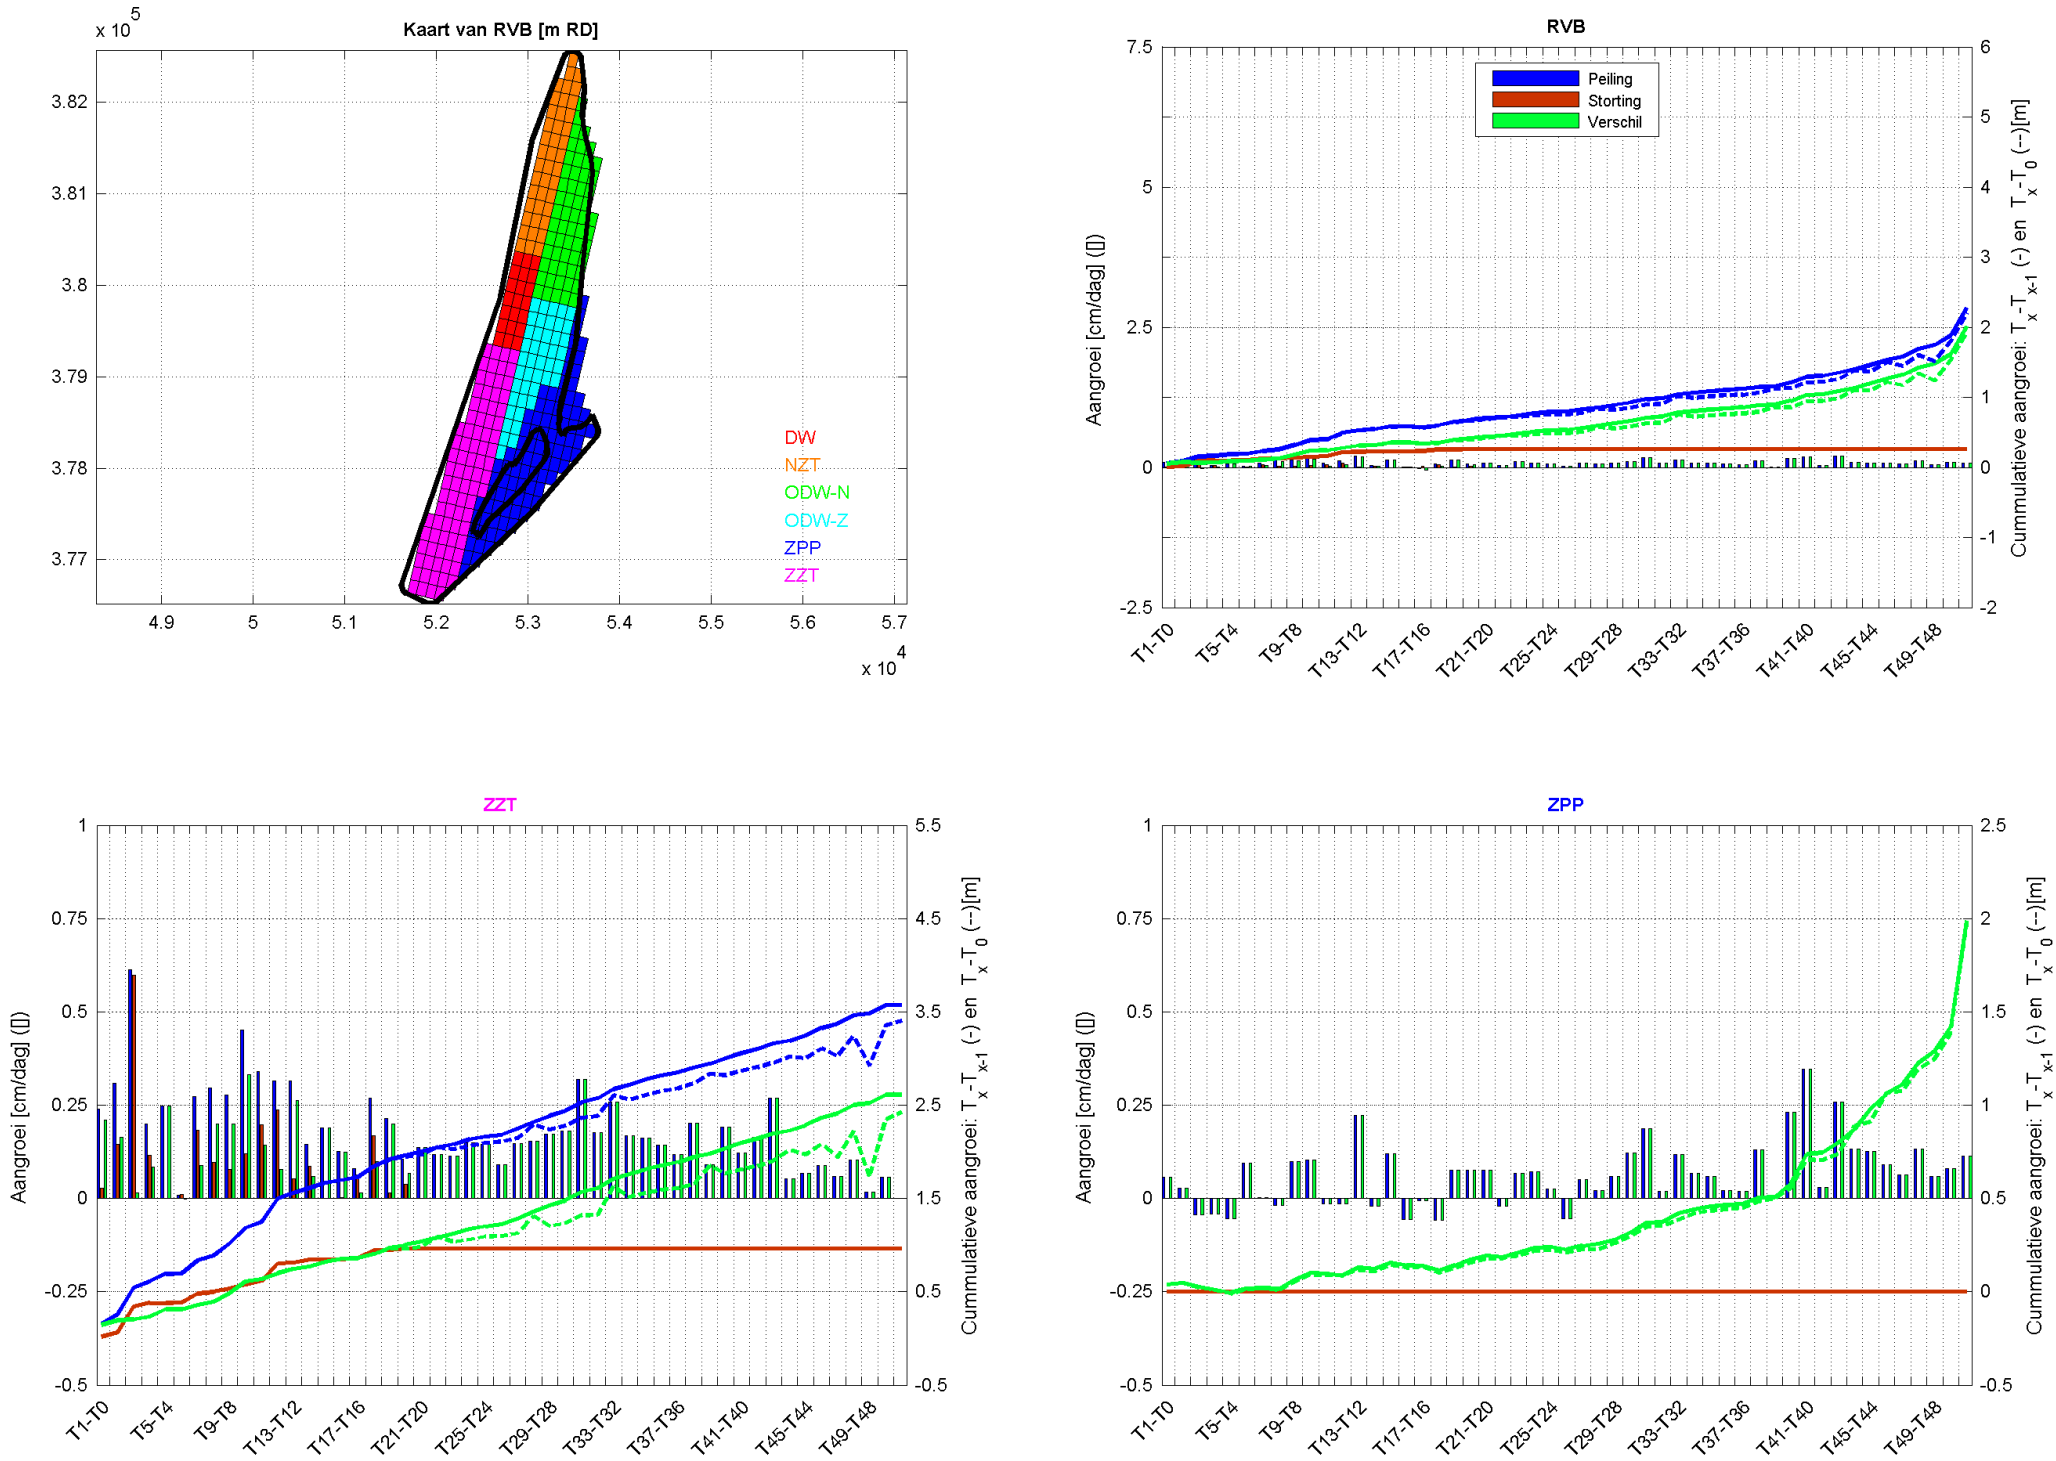 x 10^5
Kaart van RVB [m RD]
3.82
3.81
3.8
3.79
3.78
3.77
DW
NZT
ODW-N
ODW-Z
ZPP
ZZT
4.9 5 5.1 5.2 5.3 5.4 5.5 5.6 5.7
x 10^4
RVB
Peiling
Storting
Verschil
Aangroei [cm/dag] ([])
7.5
5
2.5
0
-2.5
6
5
4
3
2
1
0
-1
-2
Cummulatieve aangroei: T_x-T_x-1 (-) en T_x-T_0 (--)[m]
T1-T0 T5-T4 T9-T8 T13-T12 T17-T16 T21-T20 T25-T24 T29-T28 T33-T32 T37-T36 T41-T40 T45-T44 T49-T48
ZZT
Aangroei [cm/dag] ([])
1
0.75
0.5
0.25
0
-0.25
-0.5
5.5
4.5
3.5
2.5
1.5
0.5
-0.5
Cummulatieve aangroei: T_x-T_x-1 (-) en T_x-T_0 (--)[m]
T1-T0 T5-T4 T9-T8 T13-T12 T17-T16 T21-T20 T25-T24 T29-T28 T33-T32 T37-T36 T41-T40 T45-T44 T49-T48
ZPP
Aangroei [cm/dag] ([])
1
0.75
0.5
0.25
0
-0.25
-0.5
2.5
2
1.5
1
0.5
0
-0.5
Cummulatieve aangroei: T_x-T_x-1 (-) en T_x-T_0 (--)[m]
T1-T0 T5-T4 T9-T8 T13-T12 T17-T16 T21-T20 T25-T24 T29-T28 T33-T32 T37-T36 T41-T40 T45-T44 T49-T48